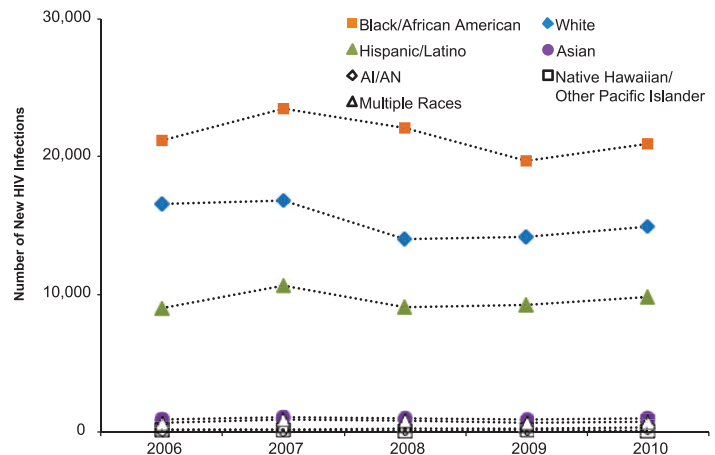 30,000
20,000
10,000
0
Number of New HIV Infections
Black/African American
White
Hispanic/Latino
Asian
AI/AN
Native Hawaiian/
Other Pacific Islander
Multiple Races
2006 2007 2008 2009 2010